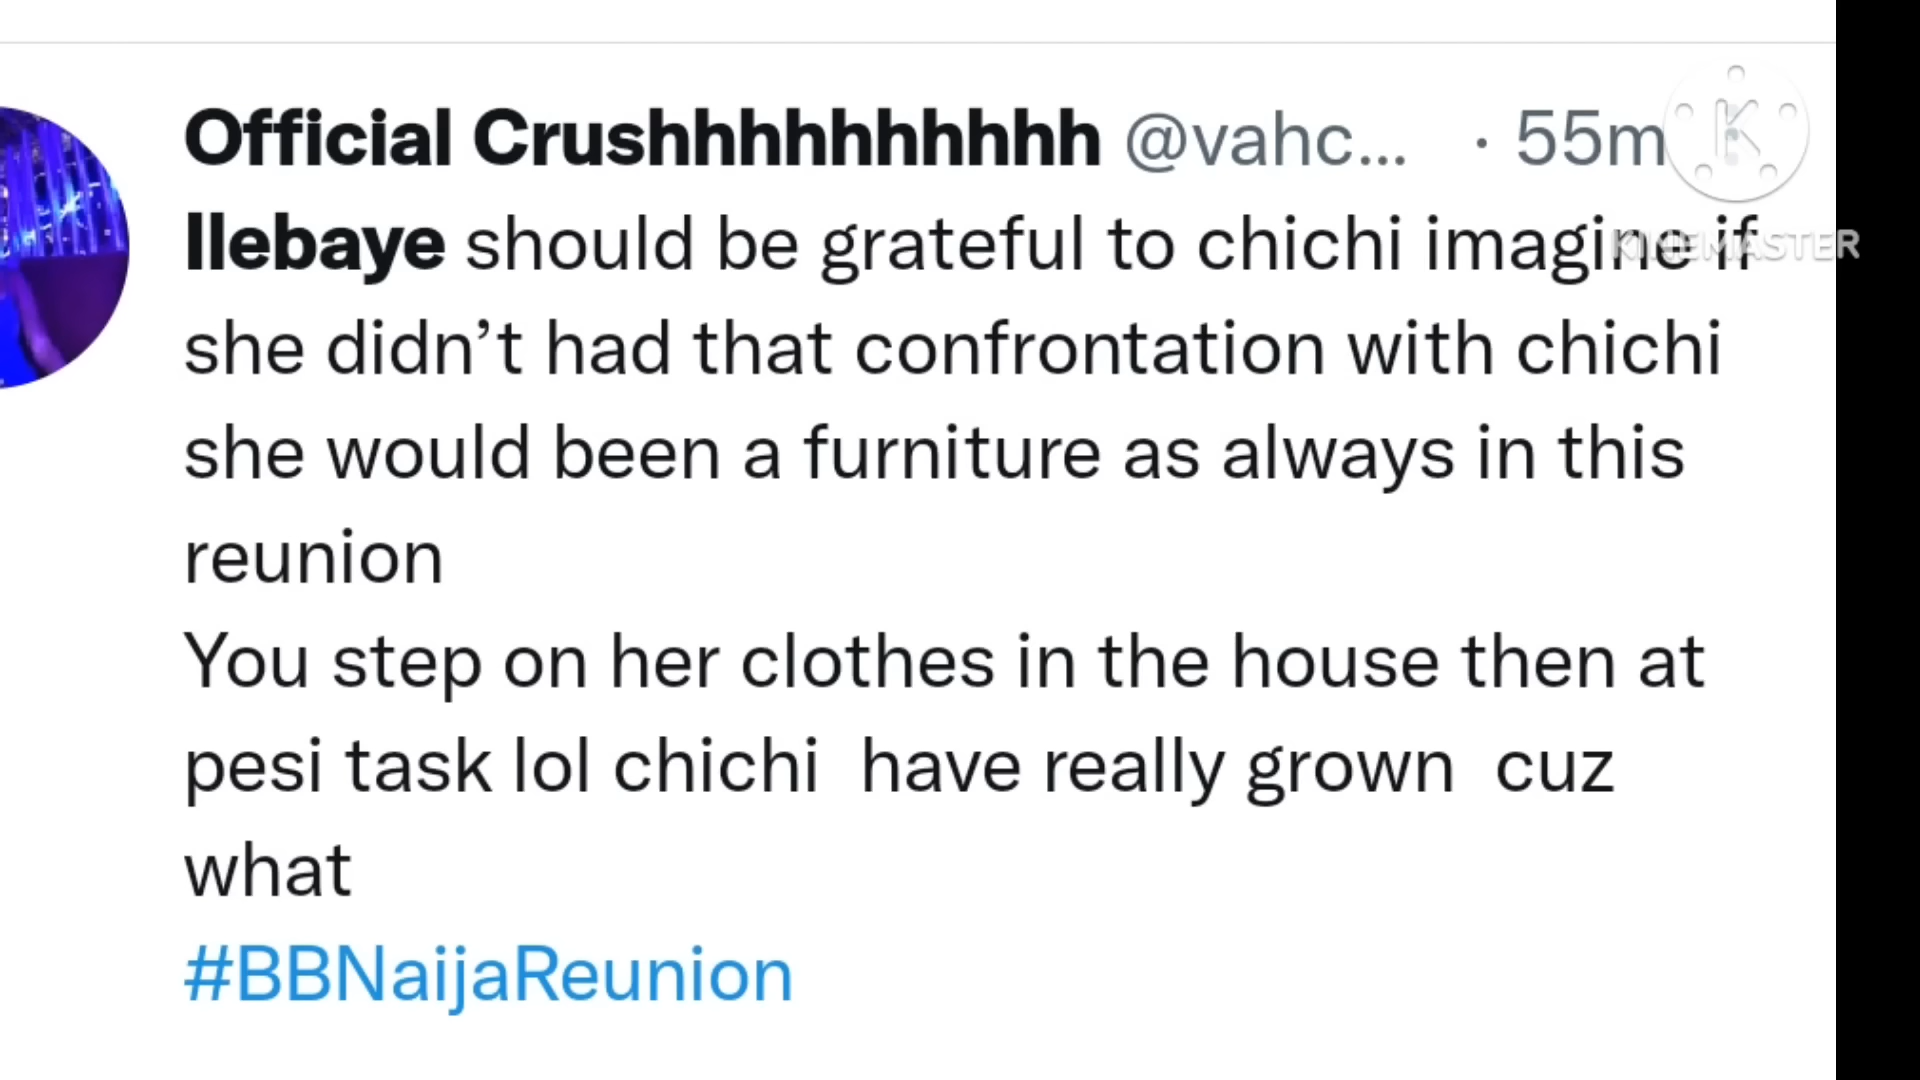 Official Crushhhhhhhhhhh @vahc... · 55m
Ilebaye should be grateful to chichi imagine if
she didn’t had that confrontation with chichi
she would been a furniture as always in this
reunion
You step on her clothes in the house then at
pesi task lol chichi  have really grown  cuz
what
#BBNaijaReunion
K
KINEMASTER